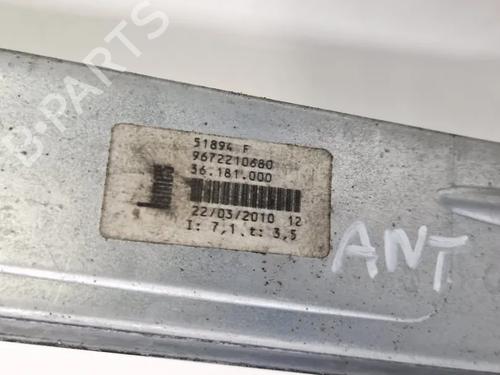 B-PARTS
51894 F
9672210680
36.181.000
22/03/2010 12
I: 7,1 t: 3,5
ANT